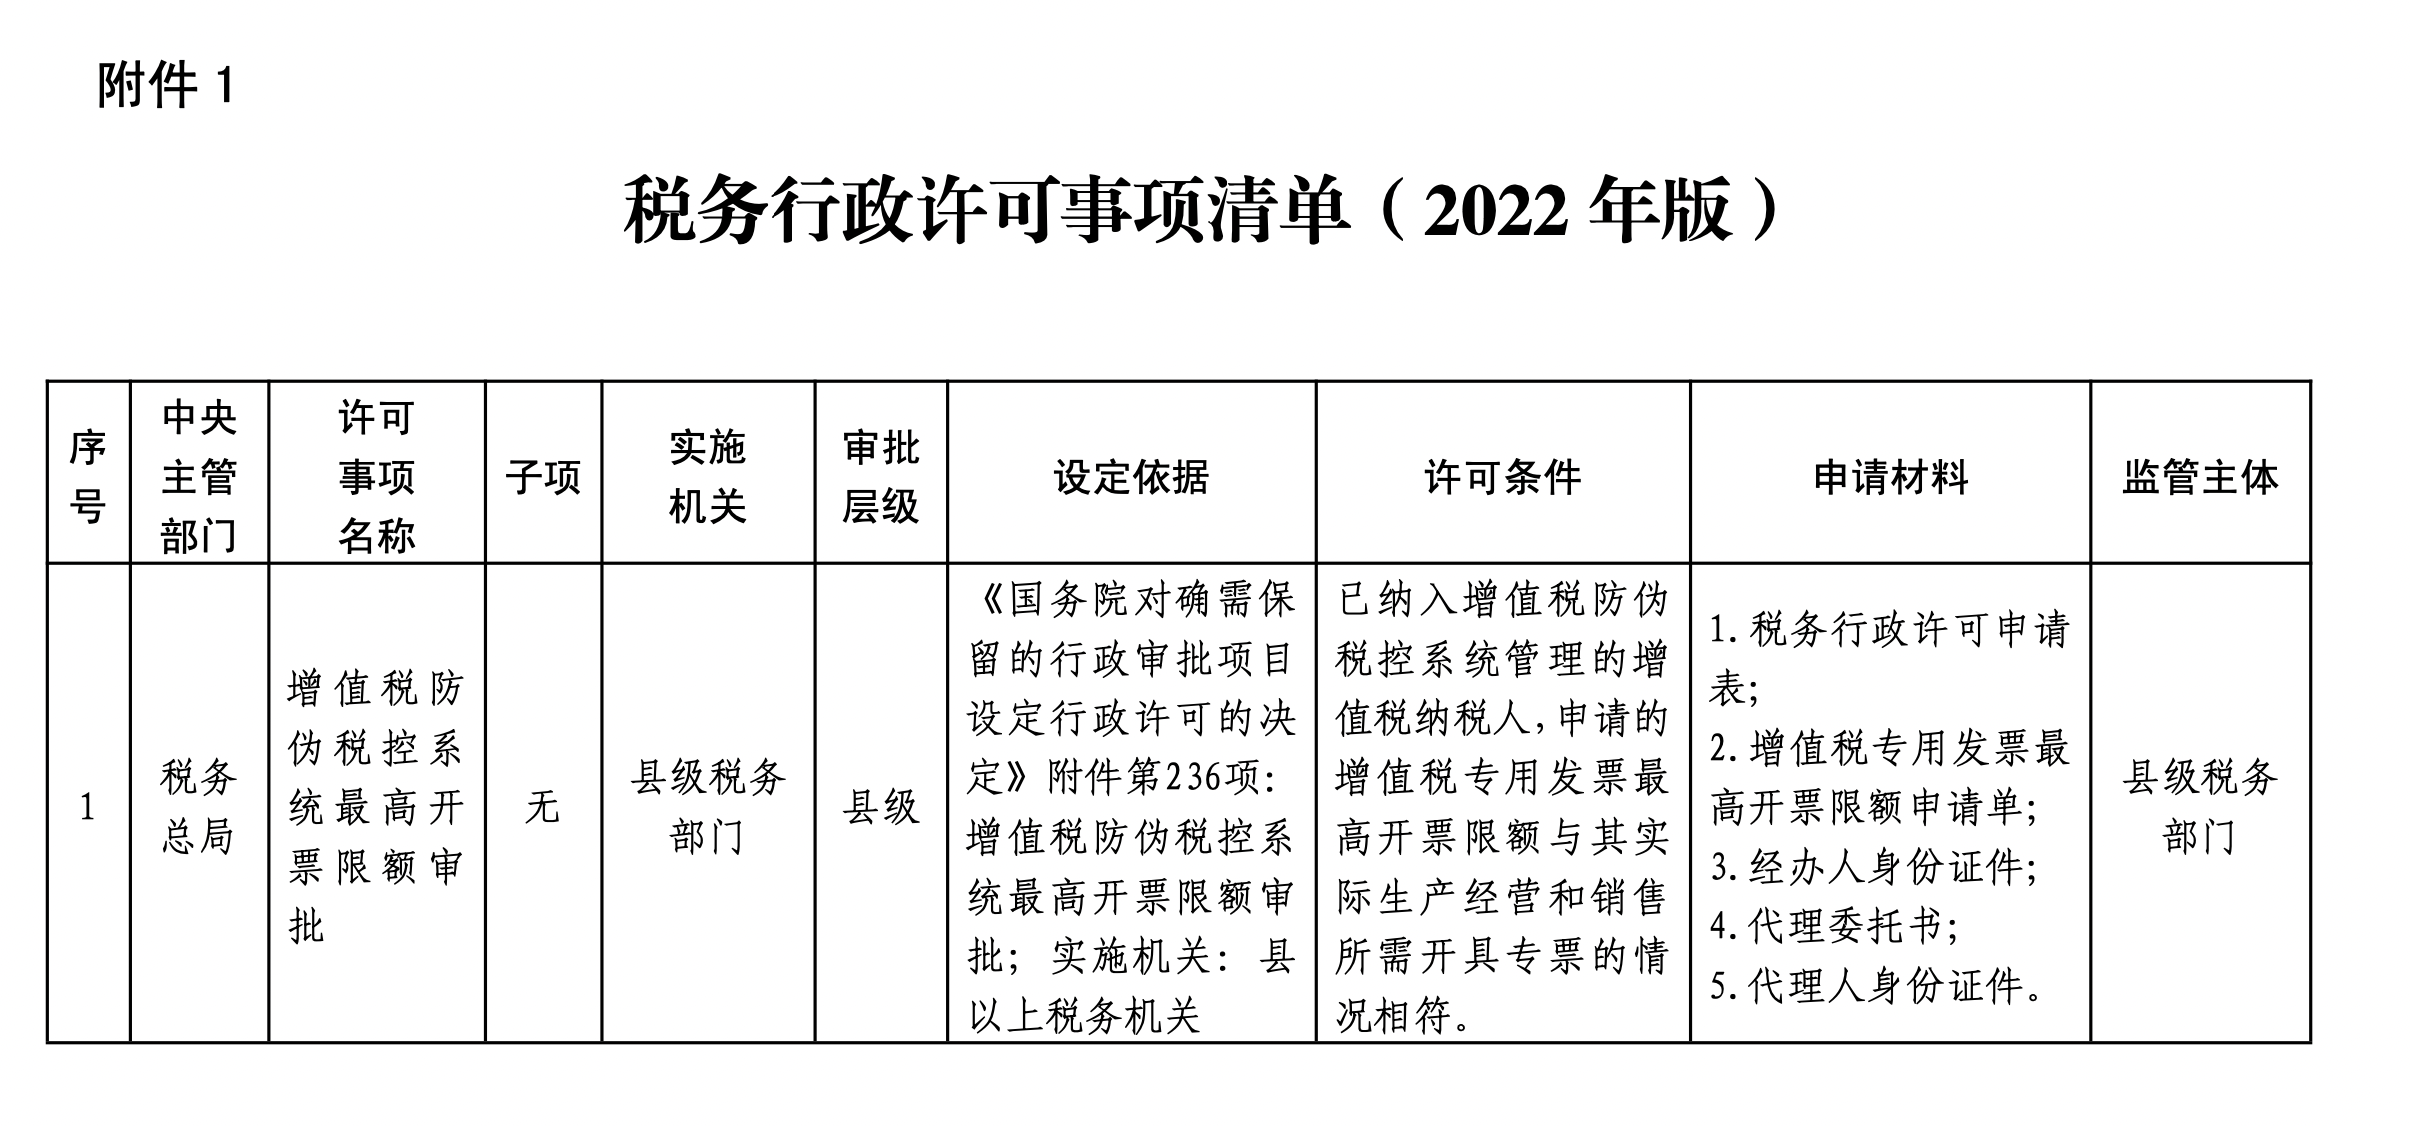 附件 1
税务行政许可事项清单（2022 年版）
序
号
中央
主管
部门
许可
事项
名称
子项
实施
机关
审批
层级
设定依据
许可条件
申请材料
监管主体
1
税务
总局
增值税防
伪税控系
统最高开
票限额审
批
无
县级税务
部门
县级
《国务院对确需保
留的行政审批项目
设定行政许可的决
定》附件第236项：
增值税防伪税控系
统最高开票限额审
批；实施机关：县
以上税务机关
已纳入增值税防伪
税控系统管理的增
值税纳税人，申请的
增值税专用发票最
高开票限额与其实
际生产经营和销售
所需开具专票的情
况相符。
1.税务行政许可申请
表；
2.增值税专用发票最
高开票限额申请单；
3.经办人身份证件；
4.代理委托书；
5.代理人身份证件。
县级税务
部门